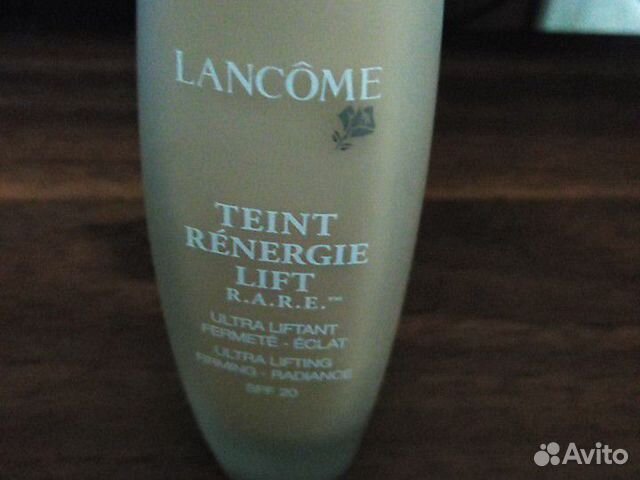 LANCÔME
TEINT
RÉNERGIE
LIFT
R.A.R.E.™
ULTRA LIFTANT
FERMETÉ - ÉCLAT
ULTRA LIFTING
FIRMING - RADIANCE
SPF 20
Avito